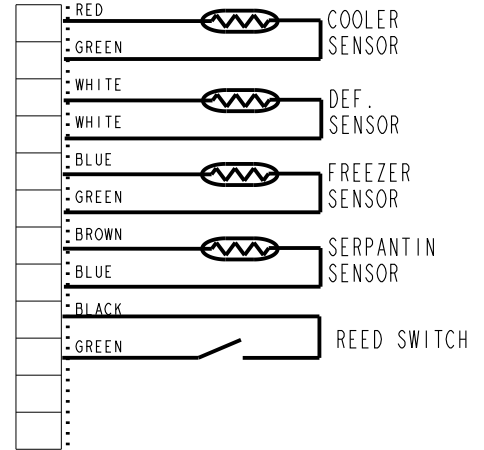 RED
COOLER
GREEN
SENSOR
WHITE
DEF.
WHITE
SENSOR
BLUE
FREEZER
GREEN
SENSOR
BROWN
SERPANTIN
BLUE
SENSOR
BLACK
REED SWITCH
GREEN